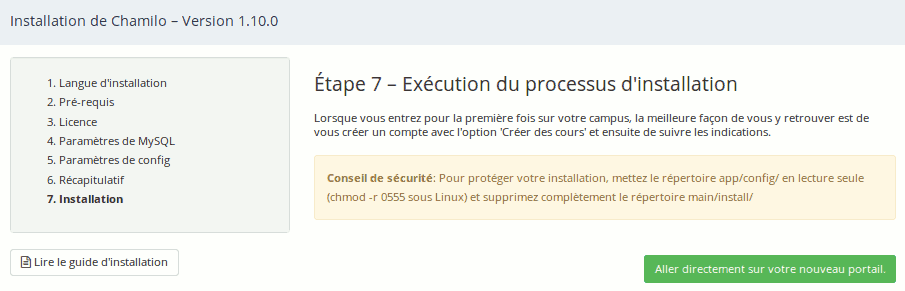 Installation de Chamilo – Version 1.10.0
1. Langue d'installation
2. Pré-requis
3. Licence
4. Paramètres de MySQL
5. Paramètres de config
6. Récapitulatif
7. Installation
Lire le guide d'installation
Étape 7 – Exécution du processus d'installation
Lorsque vous entrez pour la première fois sur votre campus, la meilleure façon de vous y retrouver est de
vous créer un compte avec l'option 'Créer des cours' et ensuite de suivre les indications.
Conseil de sécurité: Pour protéger votre installation, mettez le répertoire app/config/ en lecture seule
(chmod -r 0555 sous Linux) et supprimez complètement le répertoire main/install/
Aller directement sur votre nouveau portail.